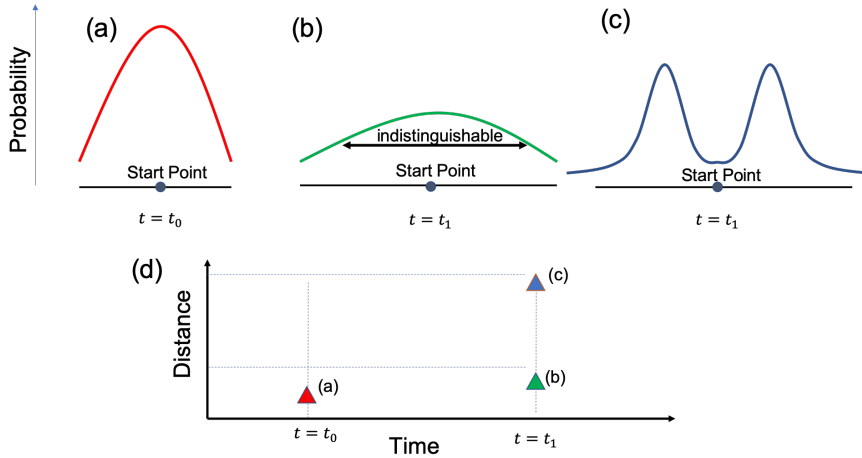 Probability
(a)
Start Point
t = t₀
(b)
indistinguishable
Start Point
t = t₁
(c)
Start Point
t = t₁
(d)
Distance
(c)
(b)
(a)
t = t₀
t = t₁
Time